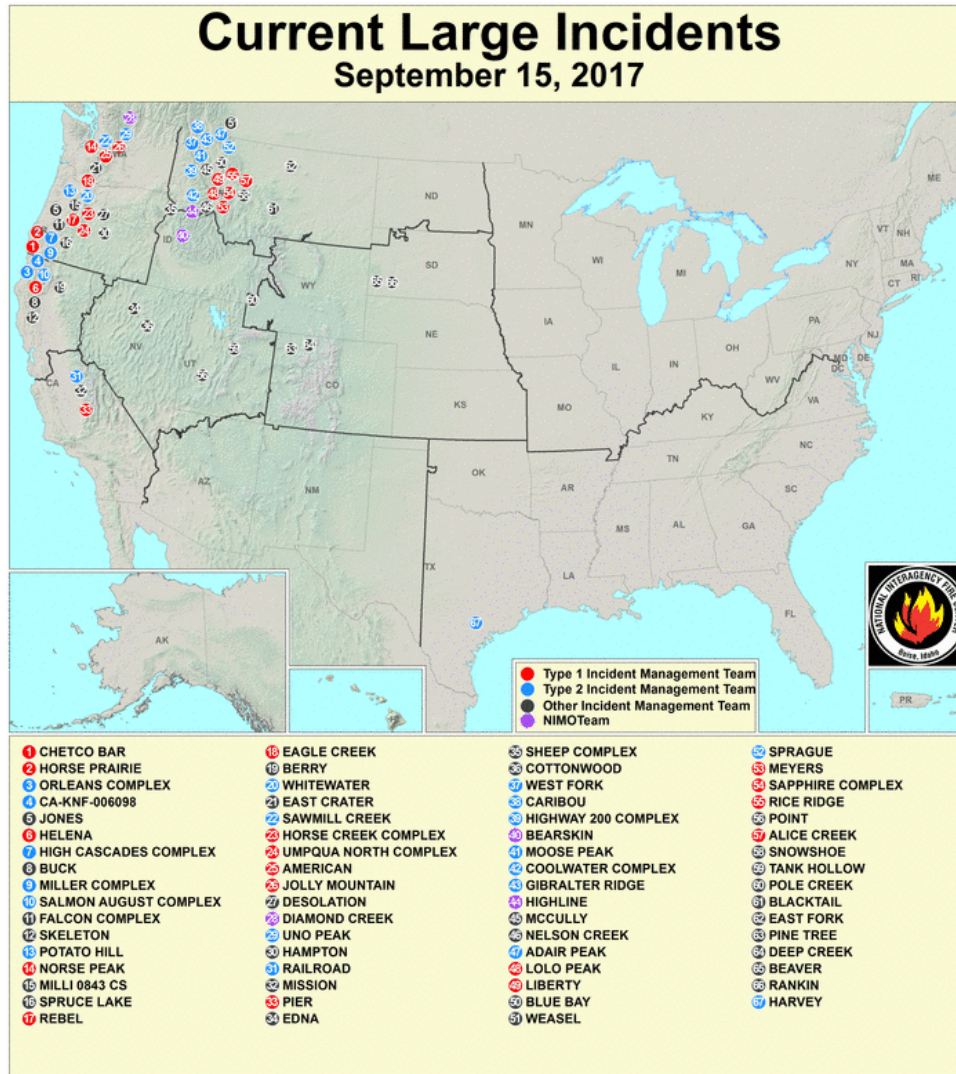 Current Large Incidents
September 15, 2017
WA
ID
ND
SD
WY
NE
NV
UT
CO
KS
CA
AZ
NM
OK
TX
MN
WI
MI
IA
IL
IN
OH
MO
KY
WV
VA
PA
NY
VT
NH
ME
MA
CT
RI
NJ
MD
DE
DC
NC
TN
SC
AR
MS
AL
GA
LA
FL
AK
HI
PR
NATIONAL INTERAGENCY FIRE CENTER
Boise, Idaho
Type 1 Incident Management Team
Type 2 Incident Management Team
Other Incident Management Team
NIMOTeam
1 CHETCO BAR
2 HORSE PRAIRIE
3 ORLEANS COMPLEX
4 CA-KNF-006098
5 JONES
6 HELENA
7 HIGH CASCADES COMPLEX
8 BUCK
9 MILLER COMPLEX
10 SALMON AUGUST COMPLEX
11 FALCON COMPLEX
12 SKELETON
13 POTATO HILL
14 NORSE PEAK
15 MILLI 0843 CS
16 SPRUCE LAKE
17 REBEL
18 EAGLE CREEK
19 BERRY
20 WHITEWATER
21 EAST CRATER
22 SAWMILL CREEK
23 HORSE CREEK COMPLEX
24 UMPQUA NORTH COMPLEX
25 AMERICAN
26 JOLLY MOUNTAIN
27 DESOLATION
28 DIAMOND CREEK
29 UNO PEAK
30 HAMPTON
31 RAILROAD
32 MISSION
33 PIER
34 EDNA
35 SHEEP COMPLEX
36 COTTONWOOD
37 WEST FORK
38 CARIBOU
39 HIGHWAY 200 COMPLEX
40 BEARSKIN
41 MOOSE PEAK
42 COOLWATER COMPLEX
43 GIBRALTER RIDGE
44 HIGHLINE
45 MCCULLY
46 NELSON CREEK
47 ADAIR PEAK
48 LOLO PEAK
49 LIBERTY
50 BLUE BAY
51 WEASEL
52 SPRAGUE
53 MEYERS
54 SAPPHIRE COMPLEX
55 RICE RIDGE
56 POINT
57 ALICE CREEK
58 SNOWSHOE
59 TANK HOLLOW
60 POLE CREEK
61 BLACKTAIL
62 EAST FORK
63 PINE TREE
64 DEEP CREEK
65 BEAVER
66 RANKIN
67 HARVEY